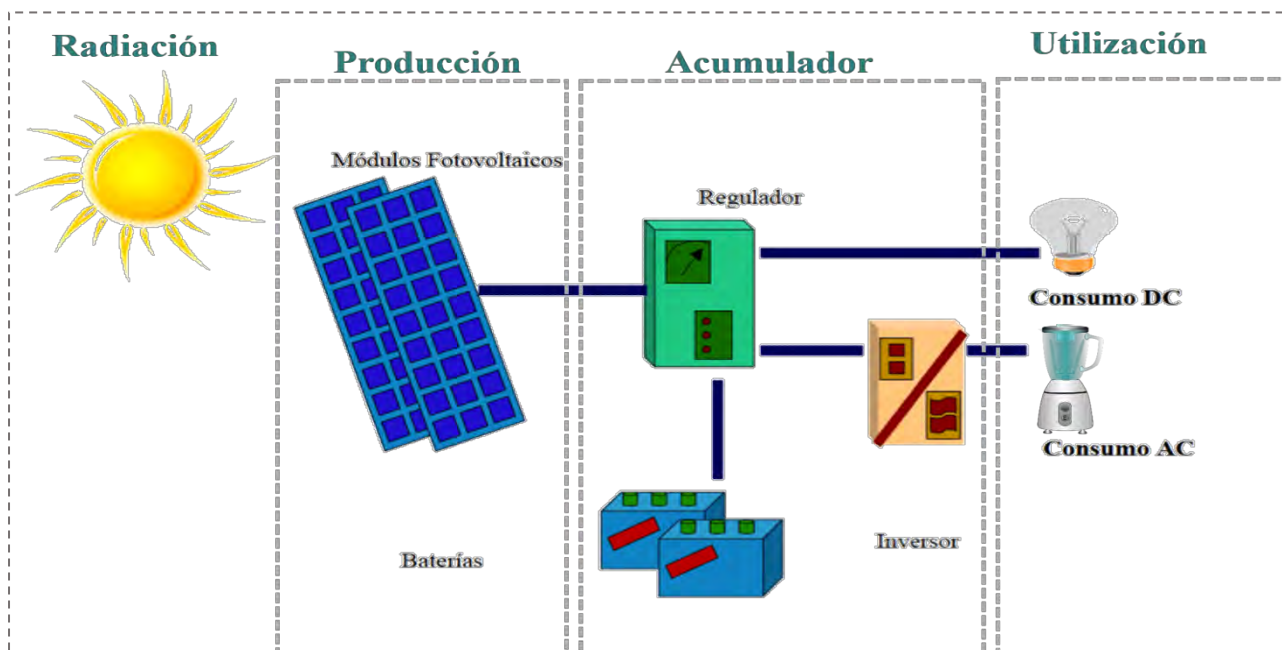 Radiación
Producción
Acumulador
Utilización
Módulos Fotovoltaicos
Regulador
Consumo DC
Consumo AC
Baterías
Inversor